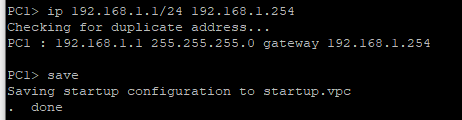 PC1> ip 192.168.1.1/24 192.168.1.254
Checking for duplicate address...
PC1 : 192.168.1.1 255.255.255.0 gateway 192.168.1.254
PC1> save
Saving startup configuration to startup.vpc
.  done